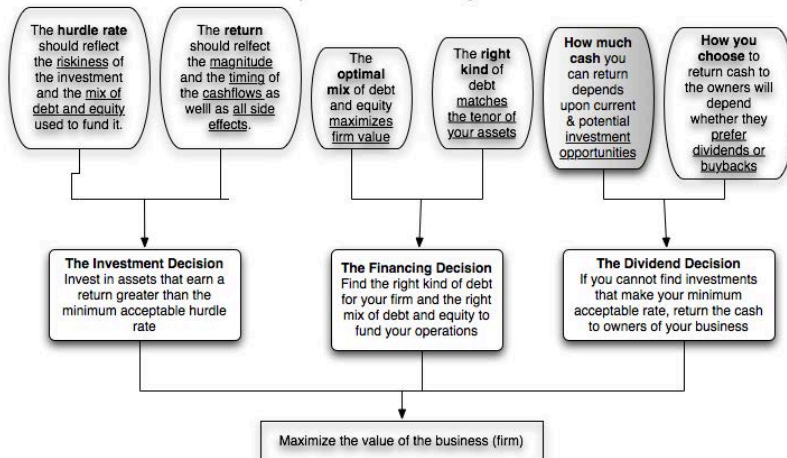 The hurdle rate
should reflect the
riskiness of
the investment
and the mix of
debt and equity
used to fund it.
The return
should relfect the
magnitude
and the timing of
the cashflows as
welll as all side
effects.
The
optimal
mix of debt
and equity
maximizes
firm value
The right
kind of
debt
matches
the tenor of
your assets
How much
cash you
can return
depends
upon current
& potential
investment
opportunities
How you
choose to
return cash to
the owners will
depend
whether they
prefer
dividends or
buybacks
The Investment Decision
Invest in assets that earn a
return greater than the
minimum acceptable hurdle
rate
The Financing Decision
Find the right kind of debt
for your firm and the right
mix of debt and equity to
fund your operations
The Dividend Decision
If you cannot find investments
that make your minimum
acceptable rate, return the cash
to owners of your business
Maximize the value of the business (firm)